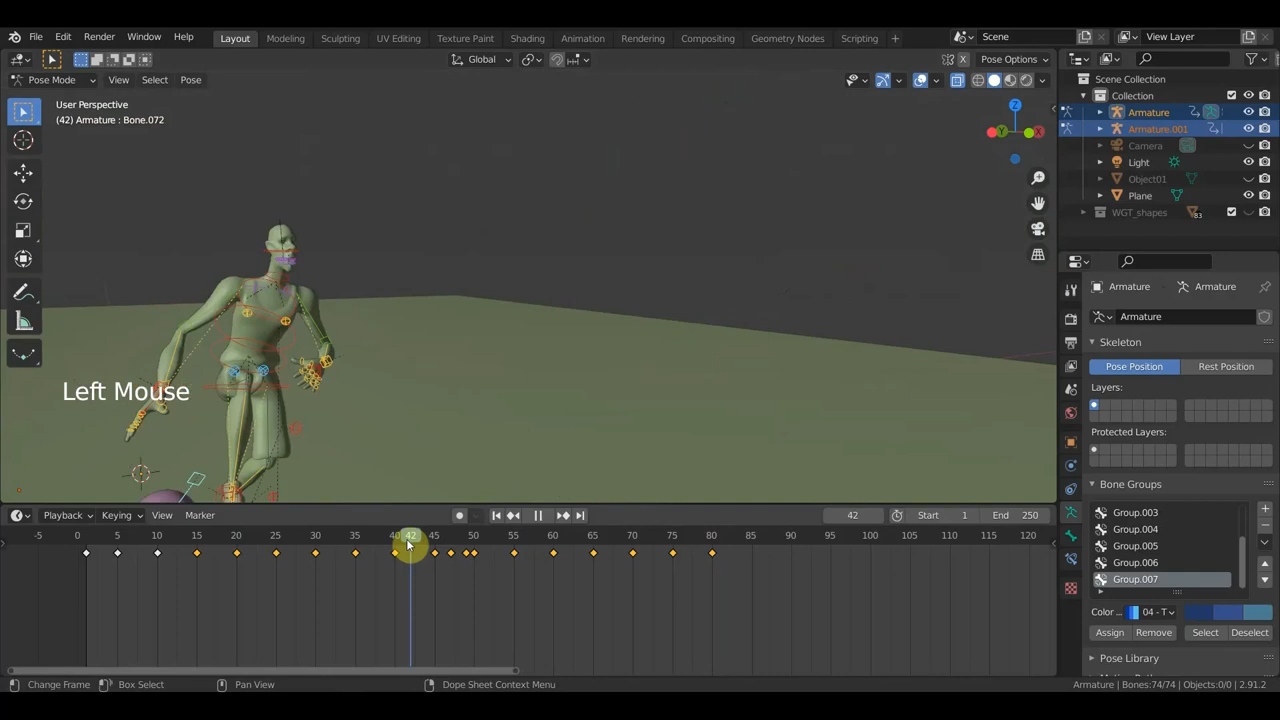 File Edit Render Window Help Layout Modeling Sculpting UV Editing Texture Paint Shading Animation Rendering Compositing Geometry Nodes Scripting + Scene View Layer
Global Pose Options
Pose Mode View Select Pose
User Perspective
(42) Armature : Bone.072
Z
Y
X
Left Mouse
Scene Collection
Collection
Armature
Armature.001
Camera
Light
Object01
Plane
WGT_shapes 83
Armature Armature
Armature
Skeleton
Pose Position Rest Position
Layers:
Protected Layers:
Bone Groups
Group.003
Group.004
Group.005
Group.006
Group.007
Color ... 04 - T
Assign Remove Select Deselect
Pose Library
Playback Keying View Marker 42 Start 1 End 250
-5 0 5 10 15 20 25 30 35 40 42 45 50 55 60 65 70 75 80 85 90 95 100 105 110 115 120
Change Frame Box Select Pan View Dope Sheet Context Menu Armature | Bones:74/74 | Objects:0/0 | 2.91.2